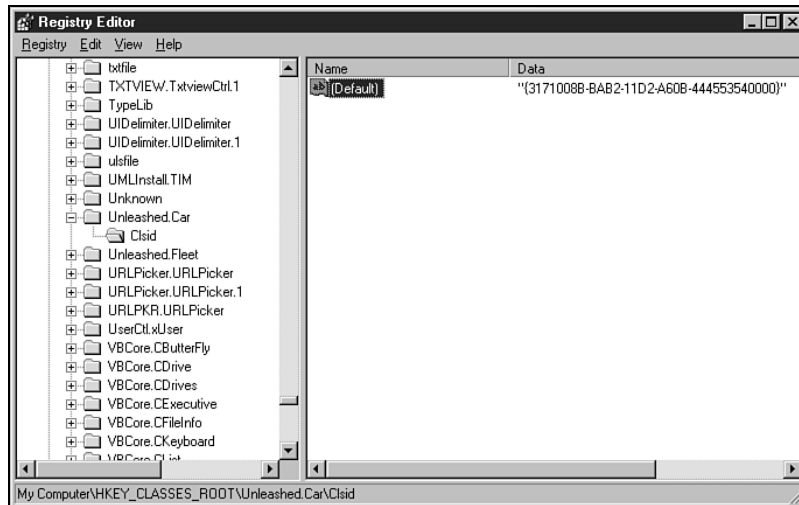 Registry Editor
Registry Edit View Help
txtfile
TXTVIEW.TxtviewCtrl.1
TypeLib
UIDelimiter.UIDelimiter
UIDelimiter.UIDelimiter.1
ulsfile
UMLInstall.TIM
Unknown
Unleashed.Car
Clsid
Unleashed.Fleet
URLPicker.URLPicker
URLPicker.URLPicker.1
URLPKR.URLPicker
UserCtl.xUser
VBCore.CButterFly
VBCore.CDrive
VBCore.CDrives
VBCore.CExecutive
VBCore.CFileInfo
VBCore.CKeyboard
VBCore.CList
Name Data
ab (Default) "{3171008B-BAB2-11D2-A60B-444553540000}"
My Computer\HKEY_CLASSES_ROOT\Unleashed.Car\Clsid